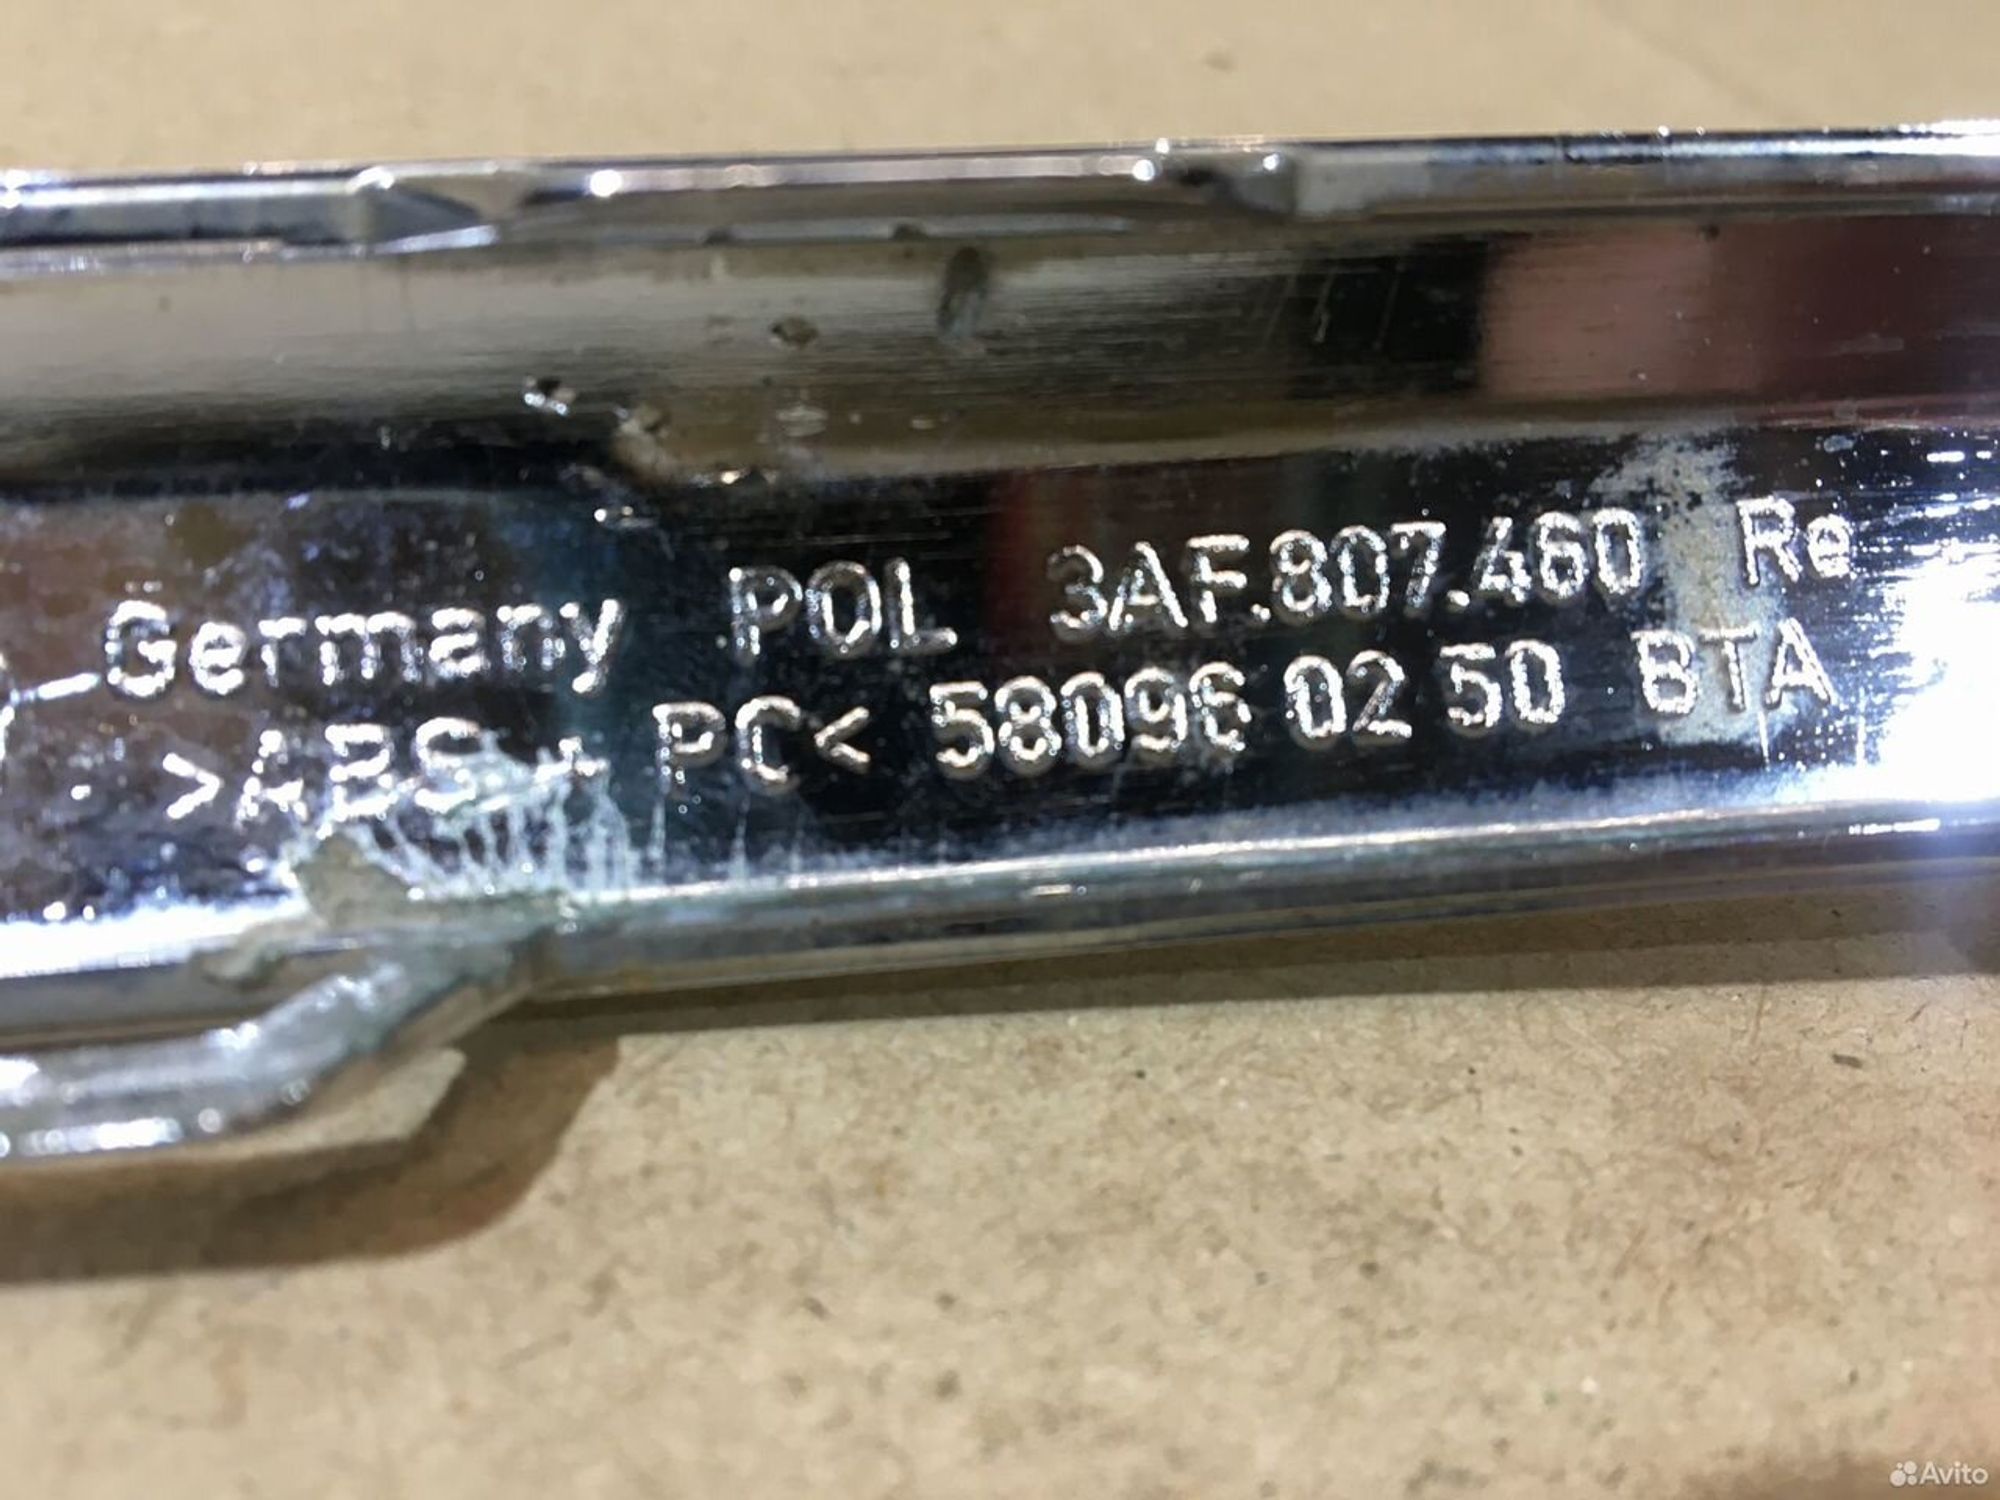 Germany POL 3AF.807.460 Re
>ABS + PC< 58096 02 50 BTA
Avito